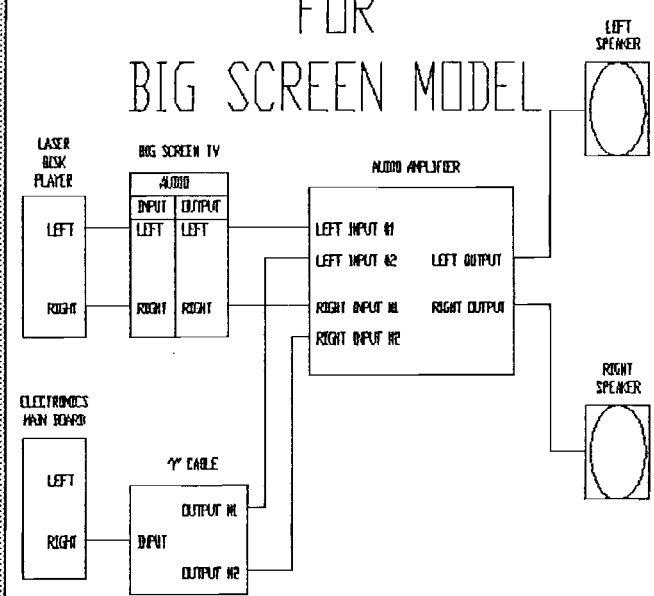 FOR
BIG SCREEN MODEL
LEFT
SPEAKER
LASER
DISK
PLAYER
LEFT
RIGHT
BIG SCREEN TV
AUDIO
INPUT OUTPUT
LEFT LEFT
RIGHT RIGHT
AUDIO AMPLIFIER
LEFT INPUT #1
LEFT INPUT #2
LEFT OUTPUT
RIGHT INPUT #1
RIGHT OUTPUT
RIGHT INPUT #2
RIGHT
SPEAKER
ELECTRONICS
MAIN BOARD
LEFT
RIGHT
"Y" CABLE
OUTPUT #1
INPUT
OUTPUT #2